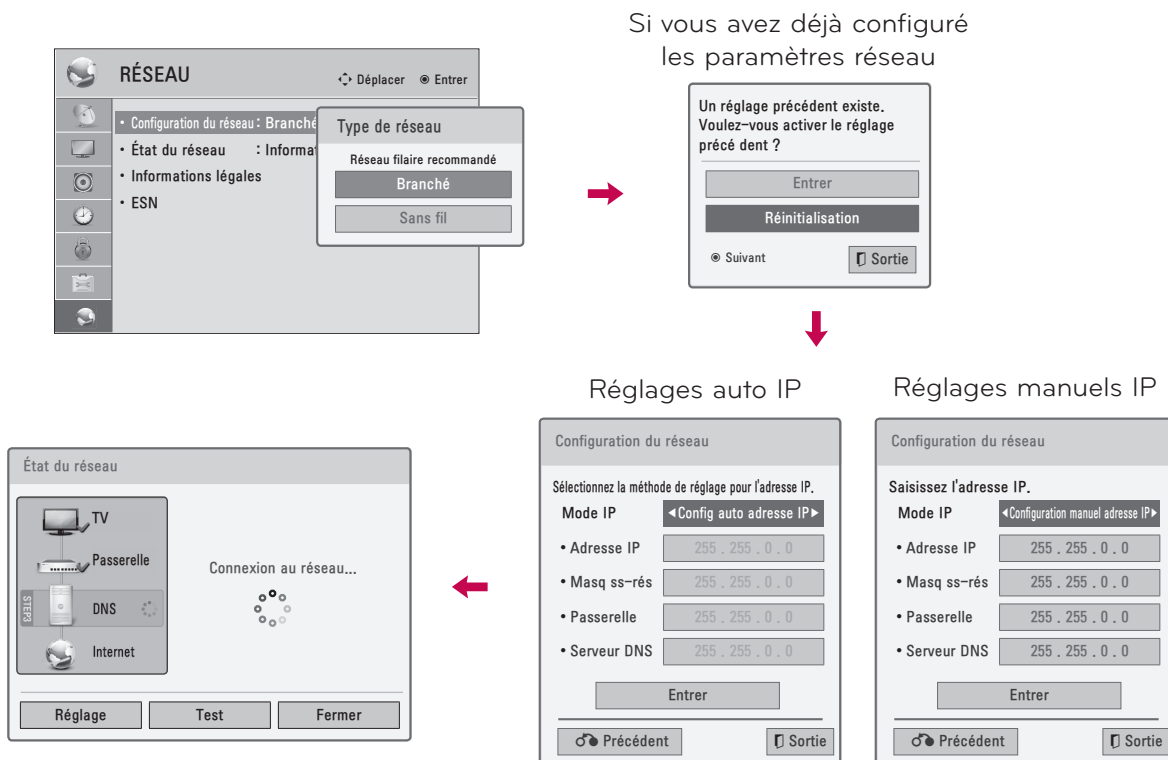 Si vous avez déjà configuré
les paramètres réseau
RÉSEAU
Déplacer
Entrer
• Configuration du réseau : Branché
• État du réseau : Informat
• Informations légales
• ESN
Type de réseau
Réseau filaire recommandé
Branché
Sans fil
Un réglage précédent existe.
Voulez-vous activer le réglage
précé dent ?
Entrer
Réinitialisation
Suivant
Sortie
Réglages auto IP
Configuration du réseau
Sélectionnez la méthode de réglage pour l'adresse IP.
Mode IP ◀Config auto adresse IP▶
• Adresse IP 255 . 255 . 0 . 0
• Masq ss-rés 255 . 255 . 0 . 0
• Passerelle 255 . 255 . 0 . 0
• Serveur DNS 255 . 255 . 0 . 0
Entrer
Précédent
Sortie
Réglages manuels IP
Configuration du réseau
Saisissez l'adresse IP.
Mode IP ◀Configuration manuel adresse IP▶
• Adresse IP 255 . 255 . 0 . 0
• Masq ss-rés 255 . 255 . 0 . 0
• Passerelle 255 . 255 . 0 . 0
• Serveur DNS 255 . 255 . 0 . 0
Entrer
Précédent
Sortie
État du réseau
TV
Passerelle
STEP3
DNS
Internet
Connexion au réseau...
Réglage
Test
Fermer